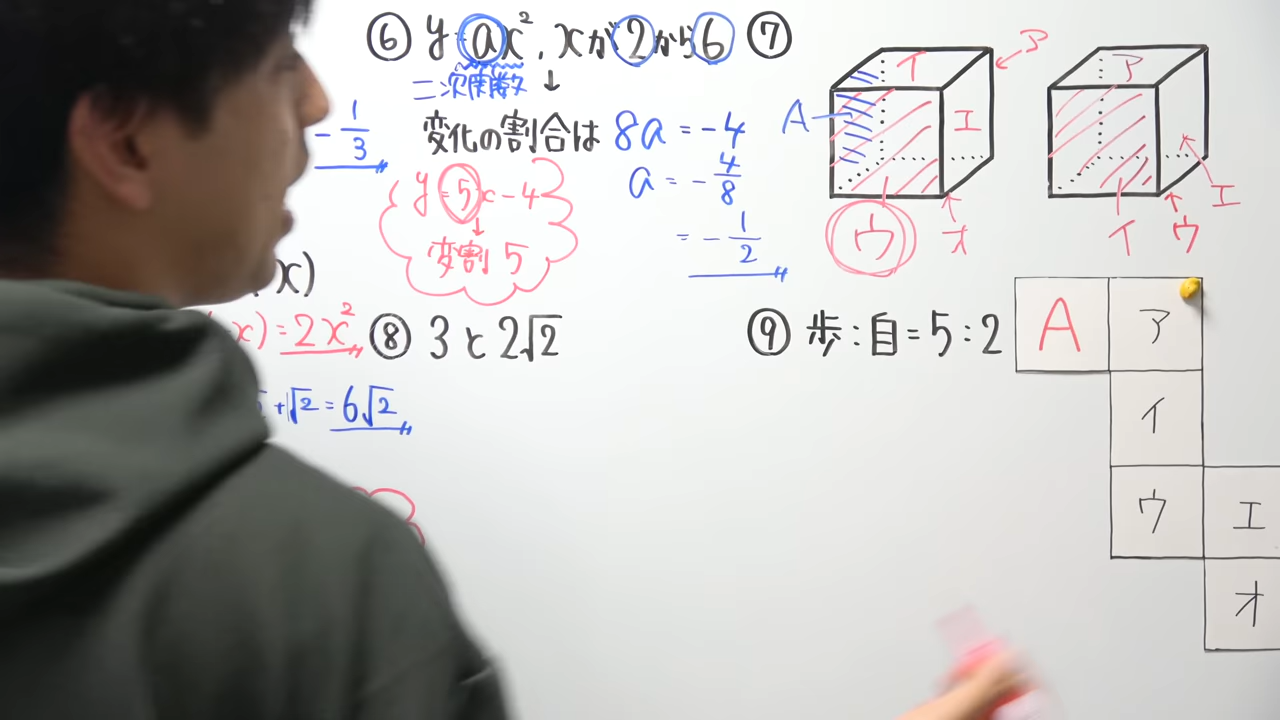 ⑥ y=ax², xが2から6
二次関数 ↓
変化の割合は 8a = -4
a = -4/8
= -1/2
y=5x-4
↓
変割 5
-1/3
x)
x) = 2x²
+√2 = 6√2
⑦
ア
イ
A
エ
ウ
オ
ア
エ
イ
ウ
⑧ 3と2√2
⑨ 歩:自=5:2
A ア
イ
ウ エ
オ